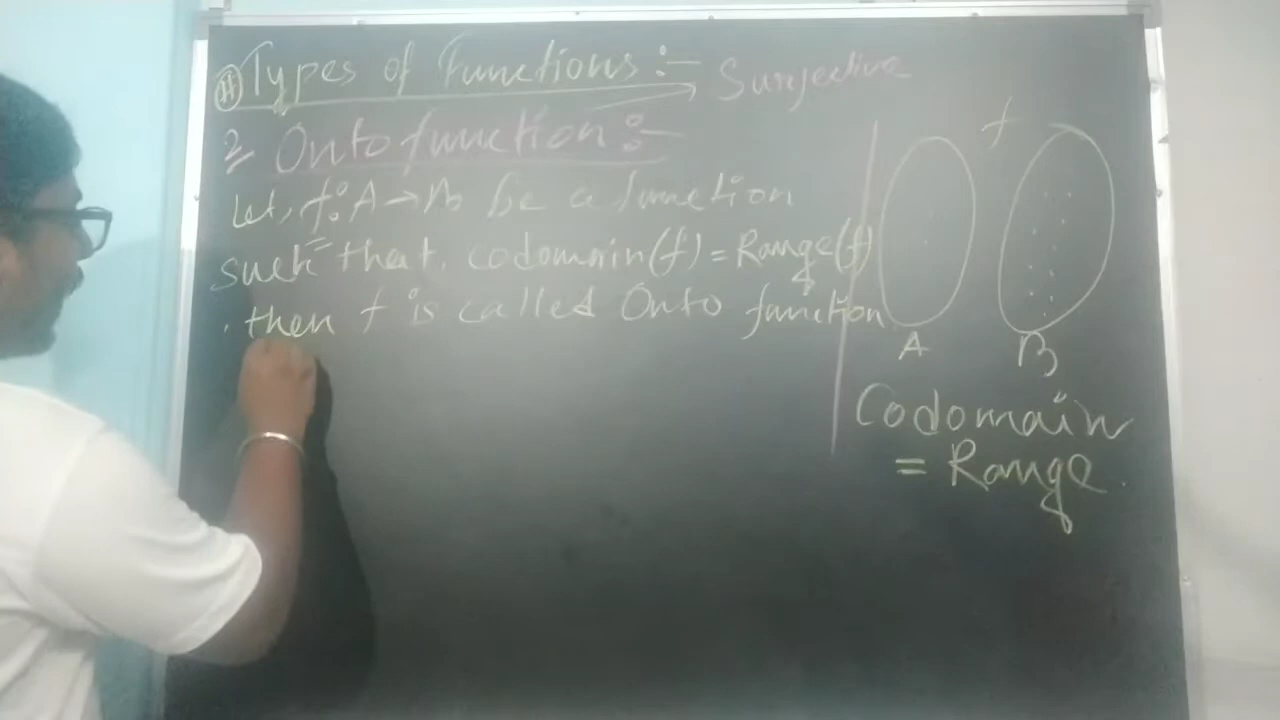 (#) Types of Functions :-
2 Onto function :- → Surjective
Let, f: A → B be a function
such that, codomain(f) = Range(f)
. then f is called Onto function
f
A B
Codomain
= Range.